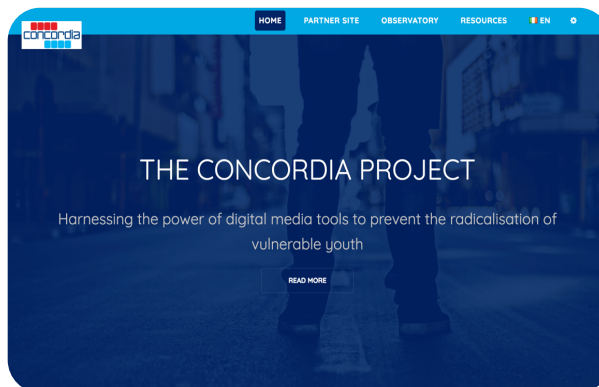 concordia
HOME PARTNER SITE OBSERVATORY RESOURCES EN
THE CONCORDIA PROJECT
Harnessing the power of digital media tools to prevent the radicalisation of
vulnerable youth
READ MORE